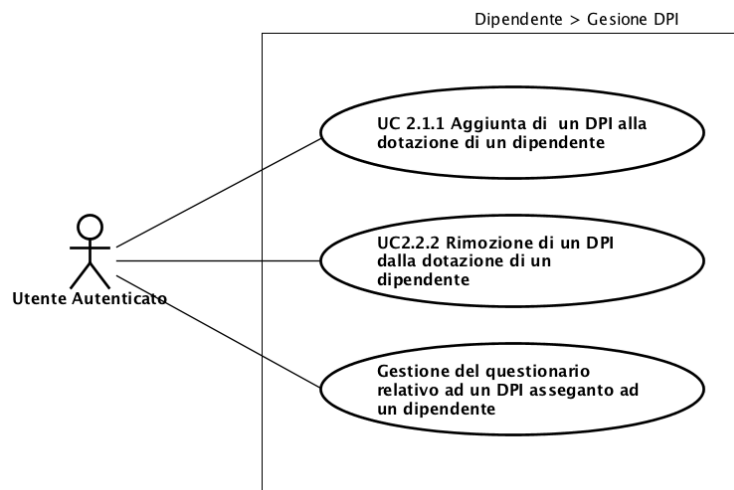 Dipendente > Gesione DPI
UC 2.1.1 Aggiunta di  un DPI alla
dotazione di un dipendente
UC2.2.2 Rimozione di un DPI
dalla dotazione di un
dipendente
Utente Autenticato
Gestione del questionario
relativo ad un DPI asseganto ad
un dipendente